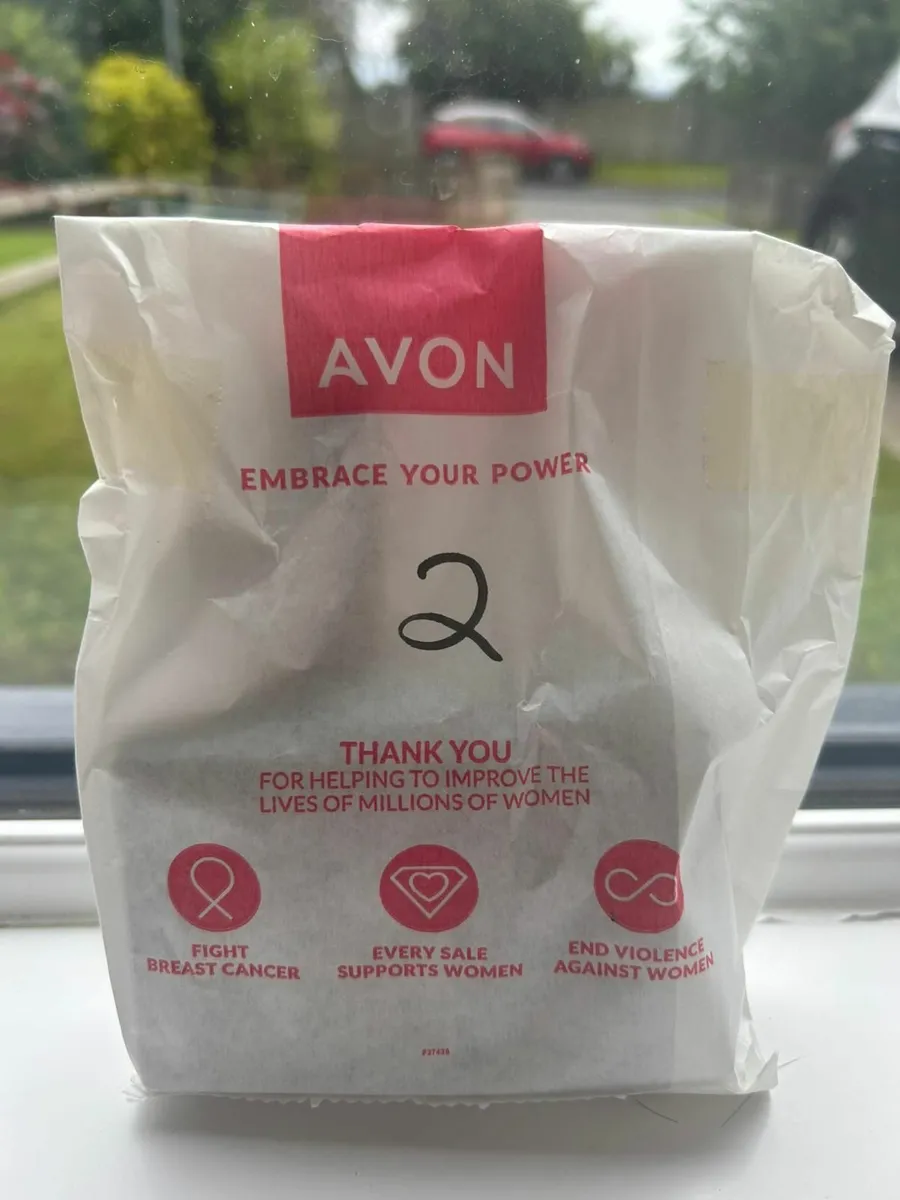 AVON
EMBRACE YOUR POWER
2
THANK YOU
FOR HELPING TO IMPROVE THE
LIVES OF MILLIONS OF WOMEN
FIGHT
BREAST CANCER
EVERY SALE
SUPPORTS WOMEN
END VIOLENCE
AGAINST WOMEN